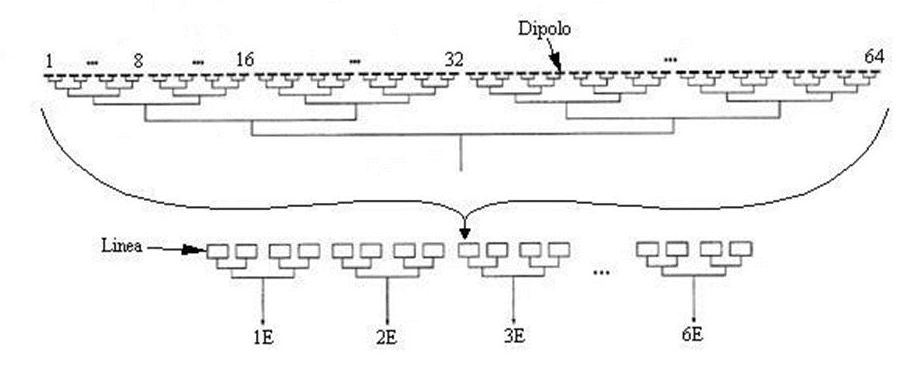 Dipolo
1 ... 8 ... 16 ... 32 ... 64
Linea
...
1E 2E 3E 6E